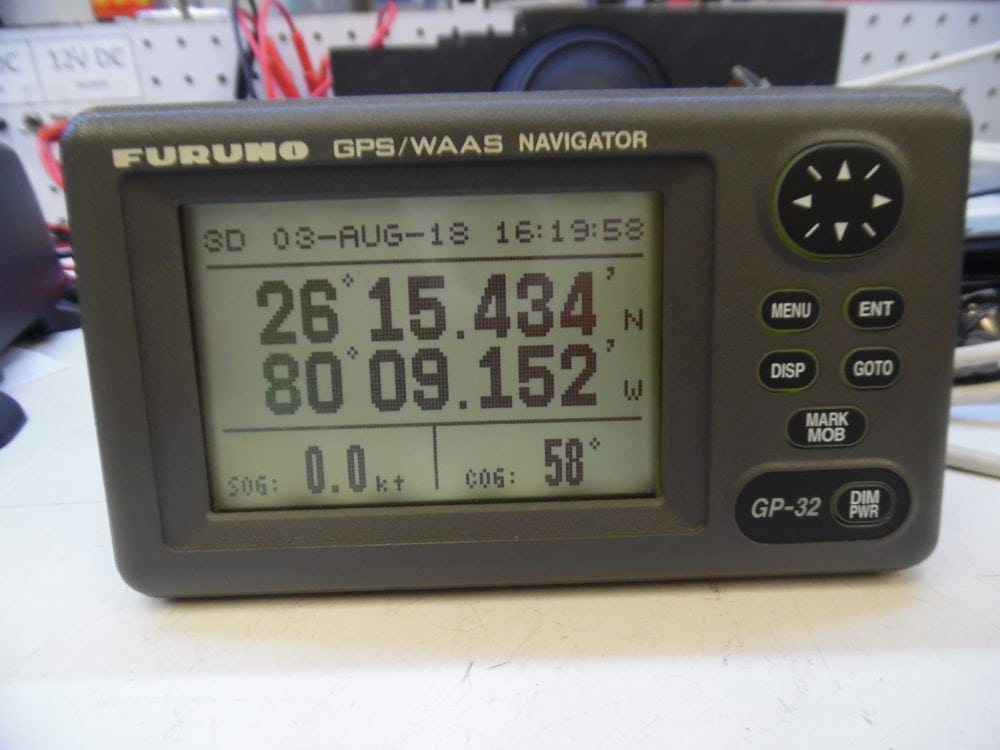 12V DC
FURUNO GPS/WAAS NAVIGATOR
3D 03-AUG-18 16:19:58
26°15.434' N
80°09.152' W
SOG: 0.0kt COG: 58°
MENU ENT
DISP GOTO
MARK
MOB
GP-32 DIM
PWR